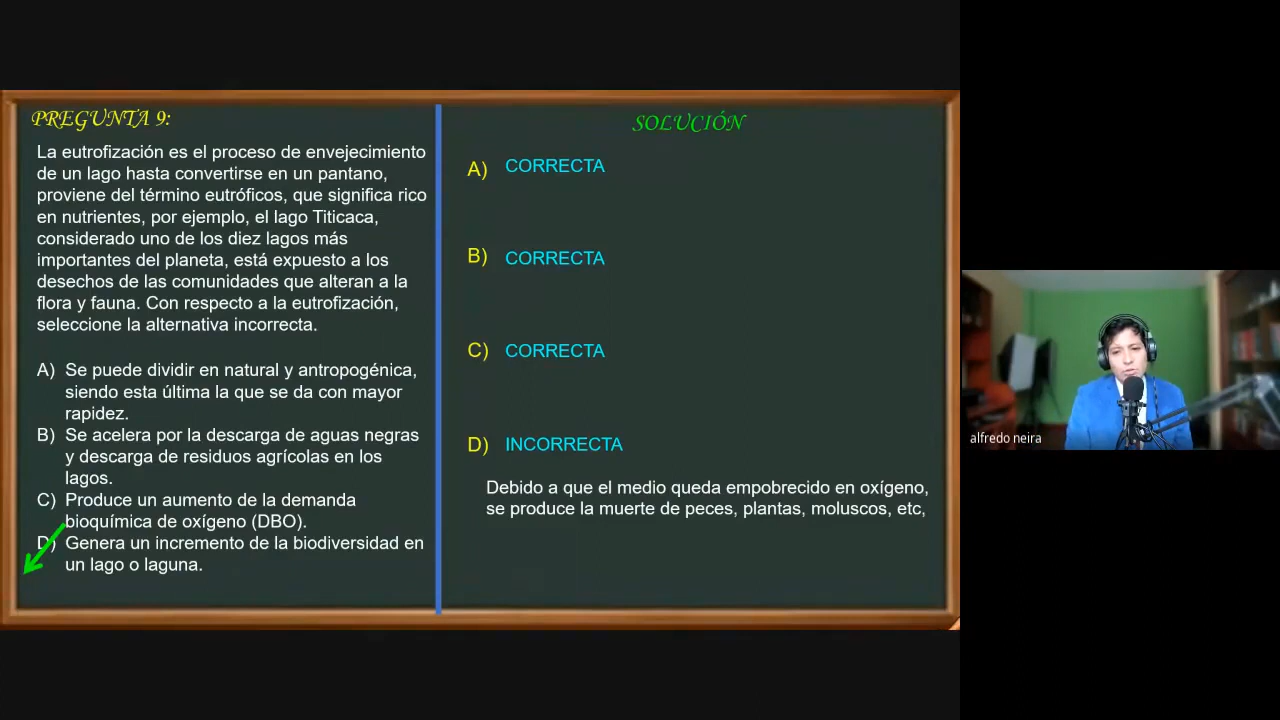 PREGUNTA 9:
La eutrofización es el proceso de envejecimiento
de un lago hasta convertirse en un pantano,
proviene del término eutróficos, que significa rico
en nutrientes, por ejemplo, el lago Titicaca,
considerado uno de los diez lagos más
importantes del planeta, está expuesto a los
desechos de las comunidades que alteran a la
flora y fauna. Con respecto a la eutrofización,
seleccione la alternativa incorrecta.
A) Se puede dividir en natural y antropogénica,
siendo esta última la que se da con mayor
rapidez.
B) Se acelera por la descarga de aguas negras
y descarga de residuos agrícolas en los
lagos.
C) Produce un aumento de la demanda
bioquímica de oxígeno (DBO).
D) Genera un incremento de la biodiversidad en
un lago o laguna.
SOLUCIÓN
A) CORRECTA
B) CORRECTA
C) CORRECTA
D) INCORRECTA
Debido a que el medio queda empobrecido en oxígeno,
se produce la muerte de peces, plantas, moluscos, etc,
alfredo neira